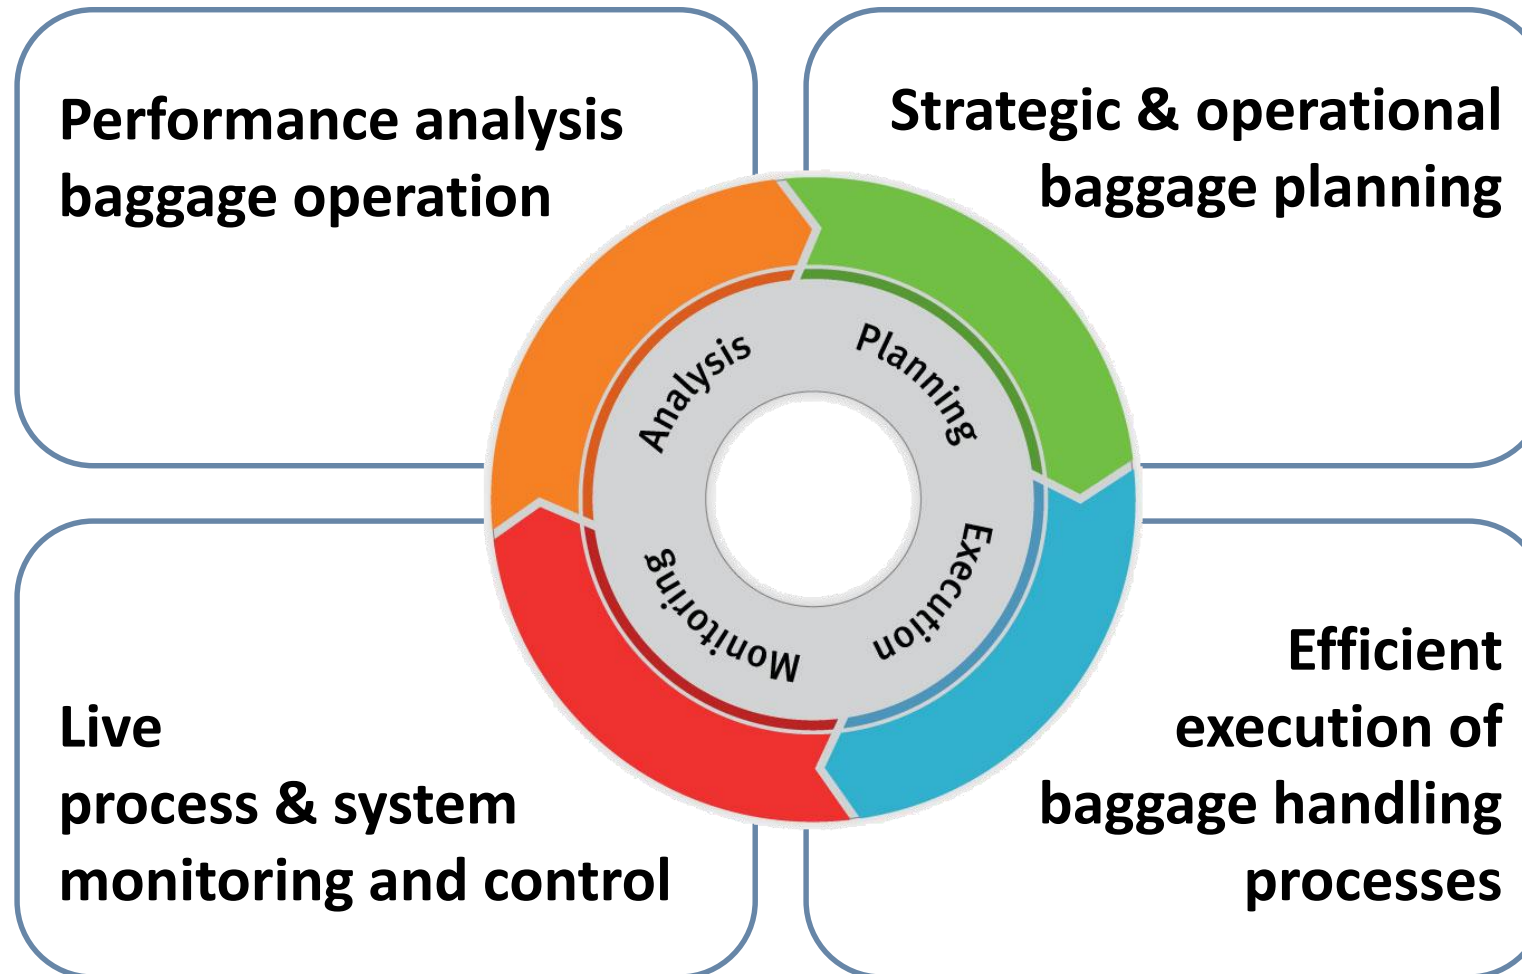 Performance analysis
baggage operation
Strategic & operational
baggage planning
Analysis
Planning
Execution
Monitoring
Live
process & system
monitoring and control
Efficient
execution of
baggage handling
processes